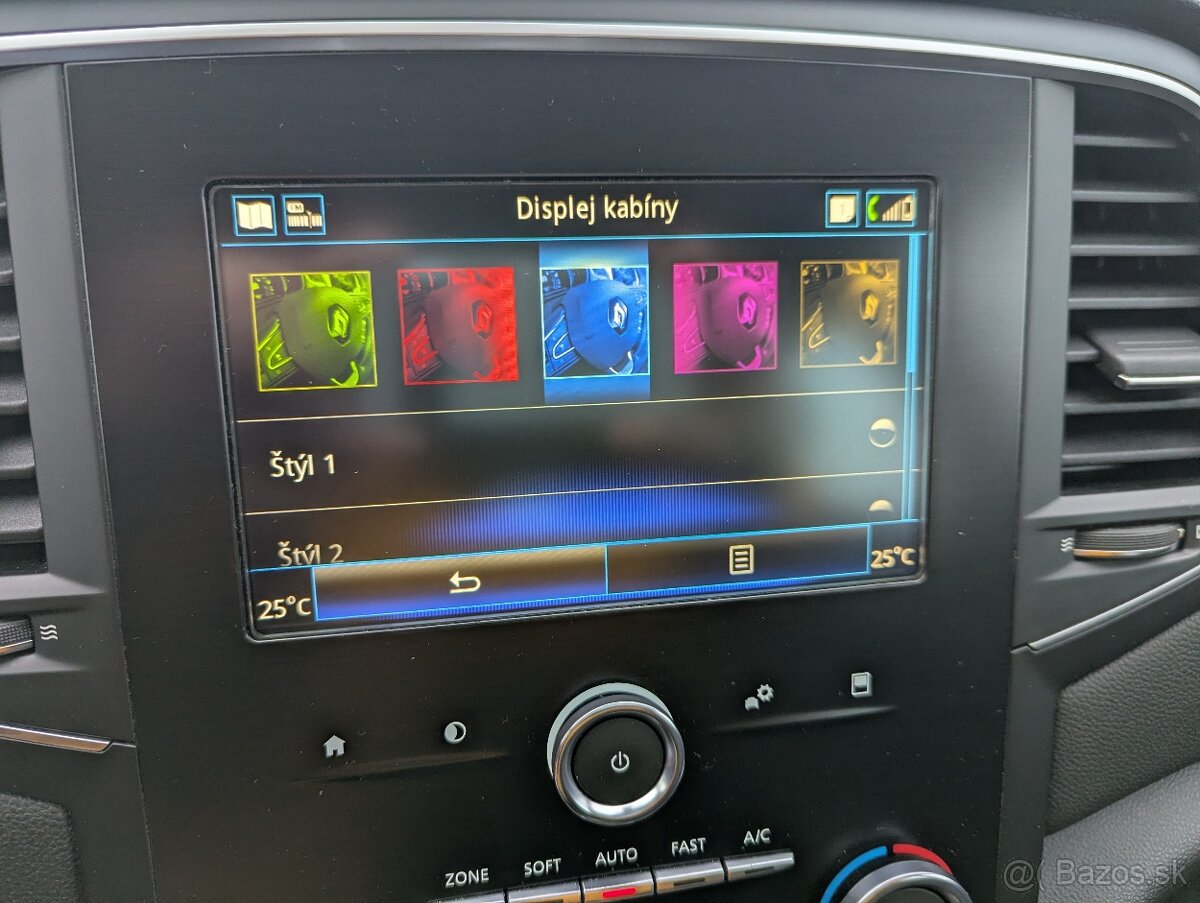 Displej kabíny
Štýl 1
Štýl 2
25°C
25°C
ZONE SOFT AUTO FAST A/C
@( Bazos.sk